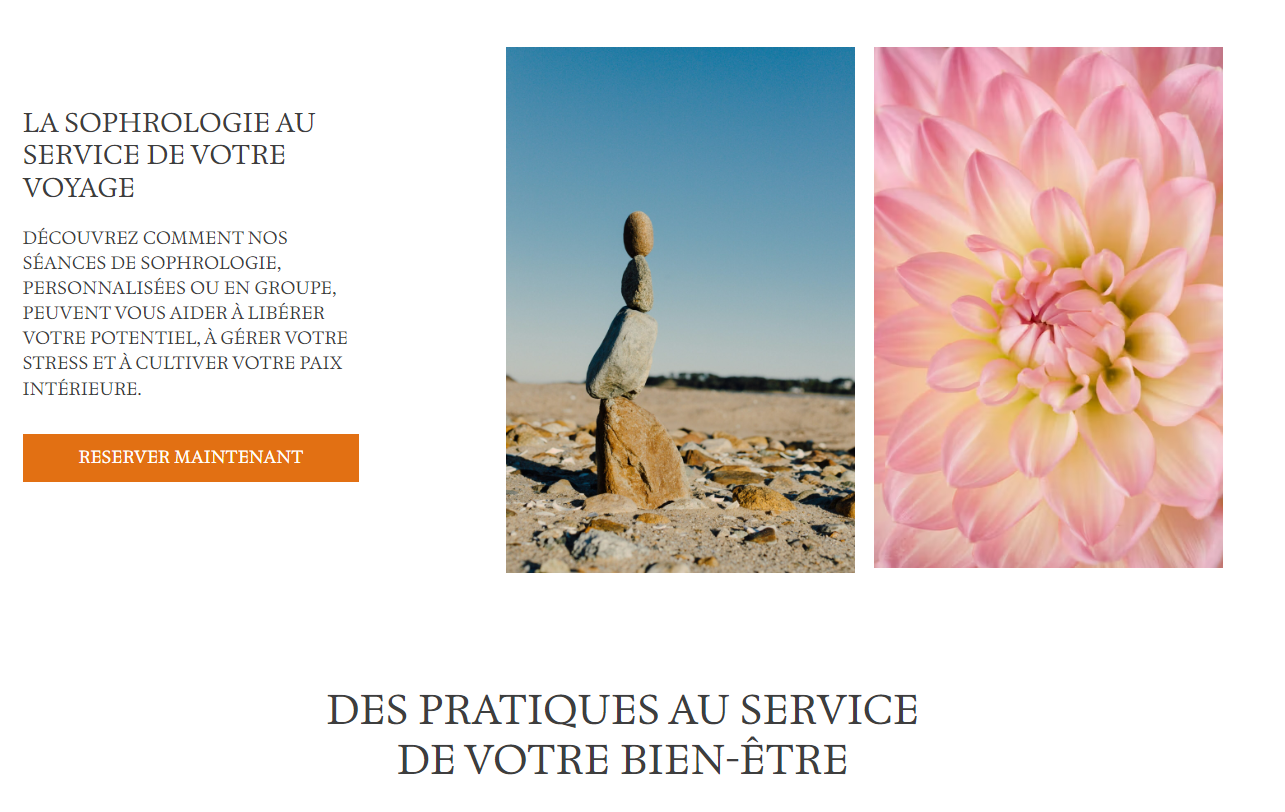 LA SOPHROLOGIE AU
SERVICE DE VOTRE
VOYAGE
DÉCOUVREZ COMMENT NOS
SÉANCES DE SOPHROLOGIE,
PERSONNALISÉES OU EN GROUPE,
PEUVENT VOUS AIDER À LIBÉRER
VOTRE POTENTIEL, À GÉRER VOTRE
STRESS ET À CULTIVER VOTRE PAIX
INTÉRIEURE.
RESERVER MAINTENANT
DES PRATIQUES AU SERVICE
DE VOTRE BIEN-ÊTRE